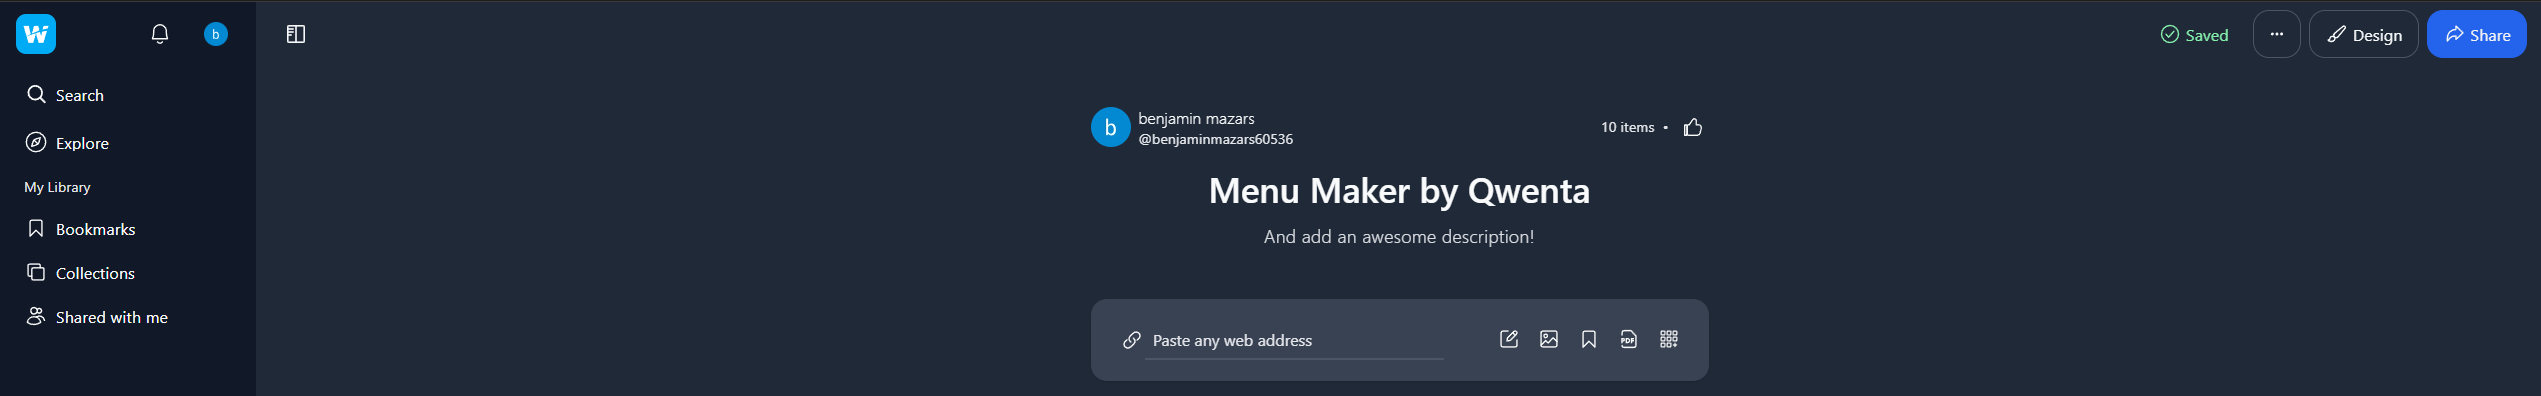 W
b
Search
Explore
My Library
Bookmarks
Collections
Shared with me
Saved
Design
Share
b
benjamin mazars
@benjaminmazars60536
10 items •
Menu Maker by Qwenta
And add an awesome description!
Paste any web address
PDF